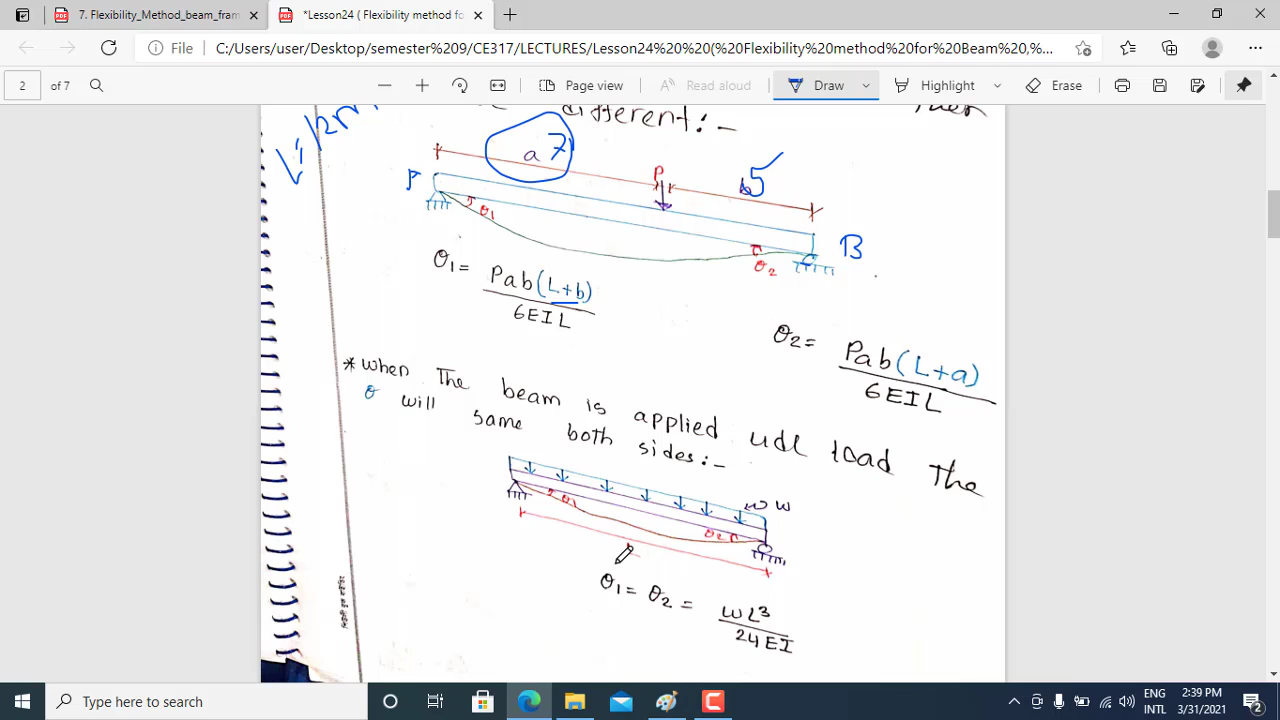 7. Flexibility_Method_beam_fram
*Lesson24 ( Flexibility method fo
File
C:/Users/user/Desktop/semester%209/CE317/LECTURES/Lesson24%20%20(%20Flexibility%20method%20for%20Beam%20,%...
2 of 7
Page view
Read aloud
Draw
Highlight
Erase
different:-
Then
12m
a 7
P
b 5
B
θ1
θ2
θ1 = Pab(L+b)
6EIL
θ2 = Pab(L+a)
6EIL
* When The beam is applied udl load The
θ will same both sides:-
w w
θ1
θ2
θ1 = θ2 = wL³
24EI
Type here to search
ENG
INTL
2:39 PM
3/31/2021
2